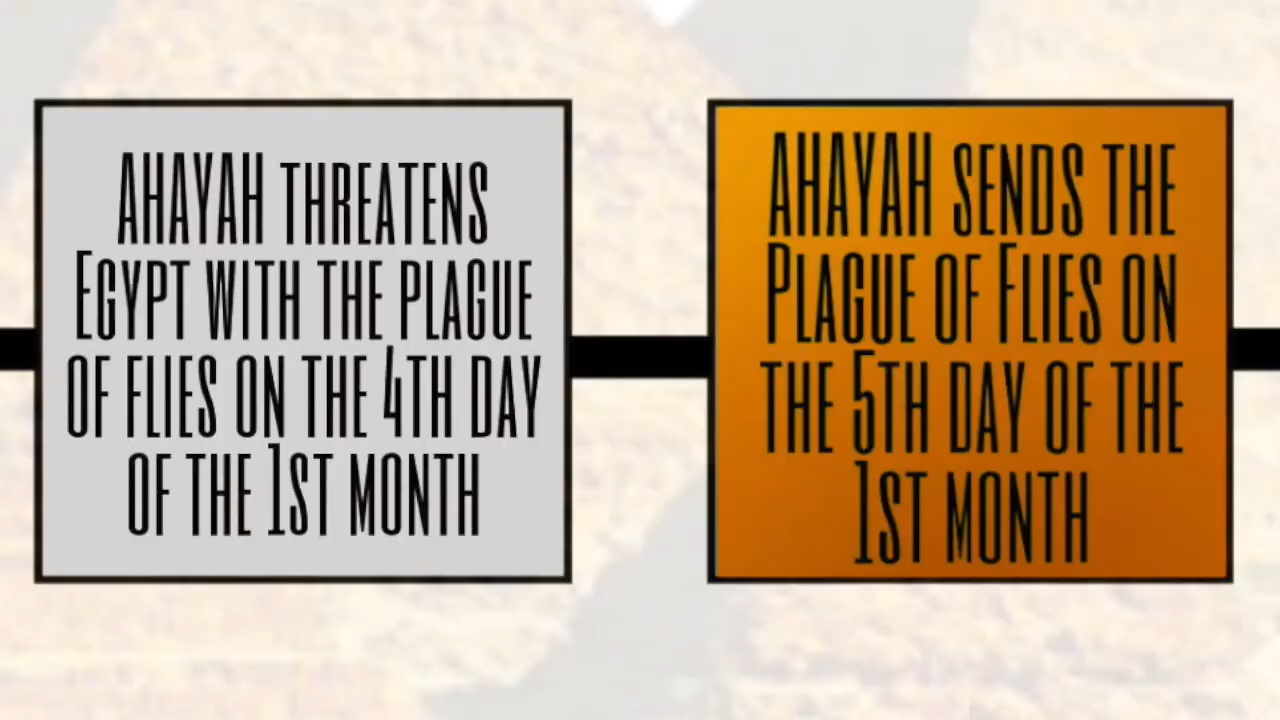 AHAYAH THREATENS
EGYPT WITH THE PLAGUE
OF FLIES ON THE 4TH DAY
OF THE 1ST MONTH
AHAYAH SENDS THE
PLAGUE OF FLIES ON
THE 5TH DAY OF THE
1ST MONTH